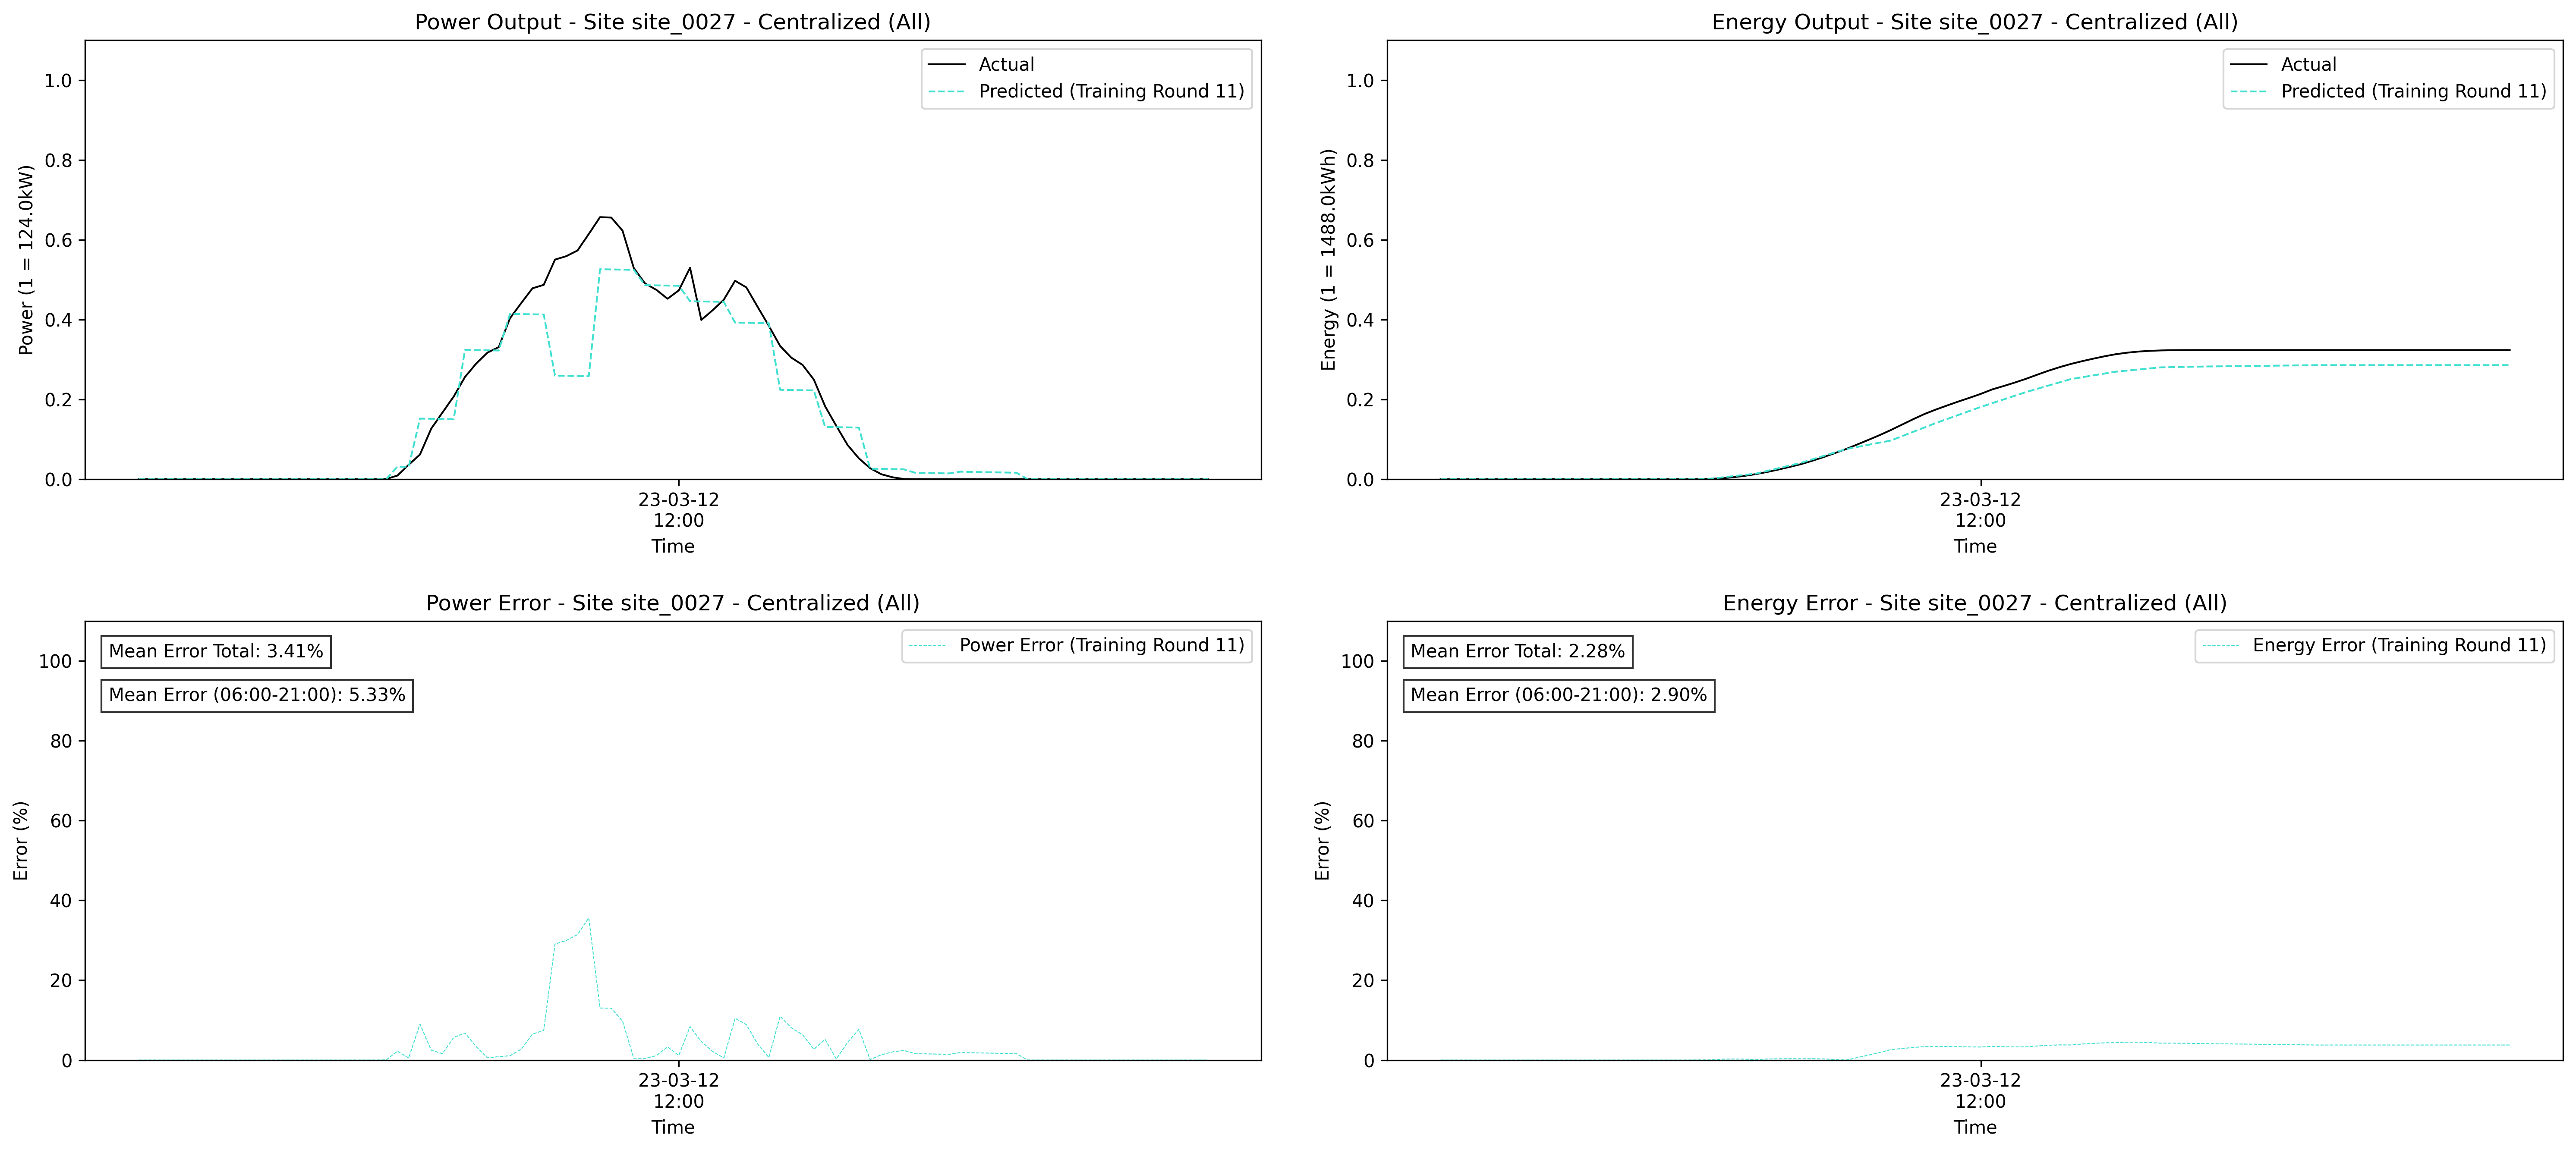 Power Output - Site site_0027 - Centralized (All)
Actual
Predicted (Training Round 11)
Power (1 = 124.0kW)
1.0
0.8
0.6
0.4
0.2
0.0
23-03-12
12:00
Time
Energy Output - Site site_0027 - Centralized (All)
Actual
Predicted (Training Round 11)
Energy (1 = 1488.0kWh)
1.0
0.8
0.6
0.4
0.2
0.0
23-03-12
12:00
Time
Power Error - Site site_0027 - Centralized (All)
Mean Error Total: 3.41%
Mean Error (06:00-21:00): 5.33%
Power Error (Training Round 11)
Error (%)
100
80
60
40
20
0
23-03-12
12:00
Time
Energy Error - Site site_0027 - Centralized (All)
Mean Error Total: 2.28%
Mean Error (06:00-21:00): 2.90%
Energy Error (Training Round 11)
Error (%)
100
80
60
40
20
0
23-03-12
12:00
Time